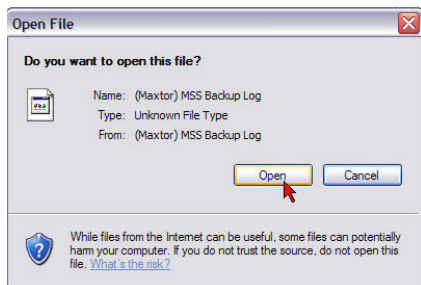 Open File
Do you want to open this file?
Name: (Maxtor) MSS Backup Log
Type: Unknown File Type
From: (Maxtor) MSS Backup Log
Open Cancel
While files from the Internet can be useful, some files can potentially
harm your computer. If you do not trust the source, do not open this
file. What's the risk?